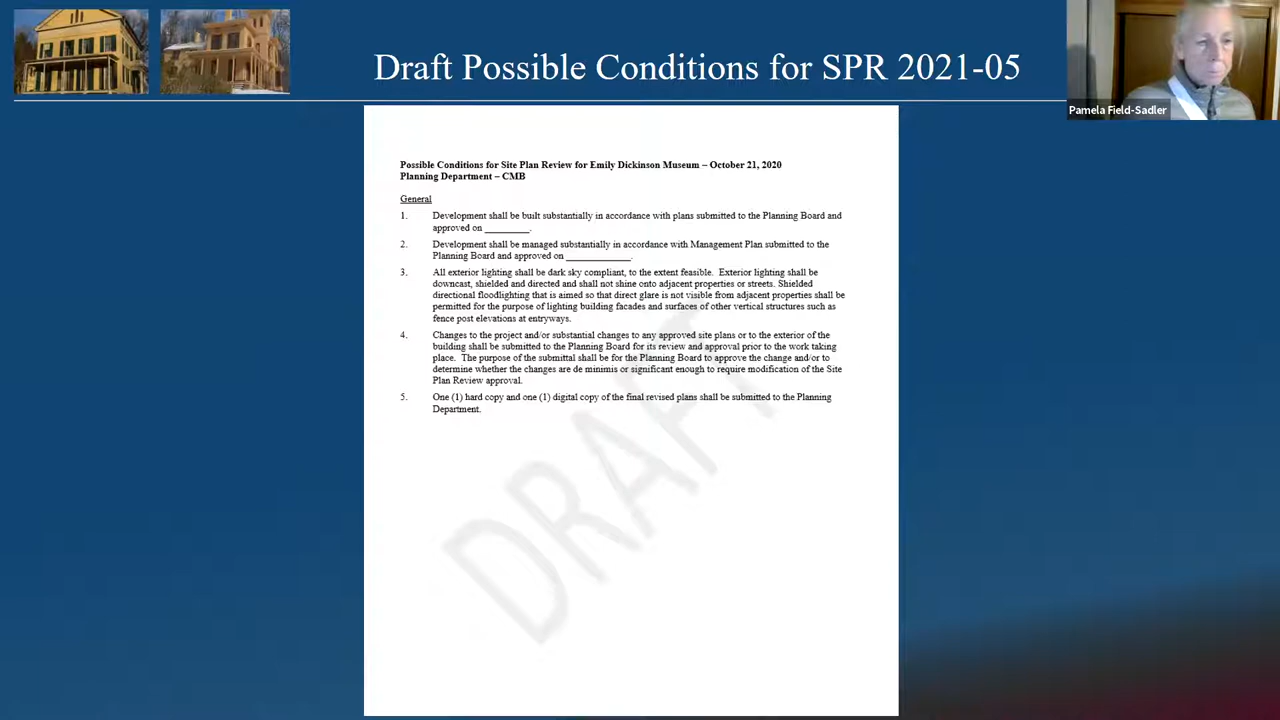 Draft Possible Conditions for SPR 2021-05
Pamela Field-Sadler
Possible Conditions for Site Plan Review for Emily Dickinson Museum – October 21, 2020
Planning Department – CMB
General
1. Development shall be built substantially in accordance with plans submitted to the Planning Board and
approved on _________.
2. Development shall be managed substantially in accordance with Management Plan submitted to the
Planning Board and approved on _____________.
3. All exterior lighting shall be dark sky compliant, to the extent feasible. Exterior lighting shall be
downcast, shielded and directed and shall not shine onto adjacent properties or streets. Shielded
directional floodlighting that is aimed so that direct glare is not visible from adjacent properties shall be
permitted for the purpose of lighting building facades and surfaces of other vertical structures such as
fence post elevations at entryways.
4. Changes to the project and/or substantial changes to any approved site plans or to the exterior of the
building shall be submitted to the Planning Board for its review and approval prior to the work taking
place. The purpose of the submittal shall be for the Planning Board to approve the change and/or to
determine whether the changes are de minimis or significant enough to require modification of the Site
Plan Review approval.
5. One (1) hard copy and one (1) digital copy of the final revised plans shall be submitted to the Planning
Department.
DRAFT